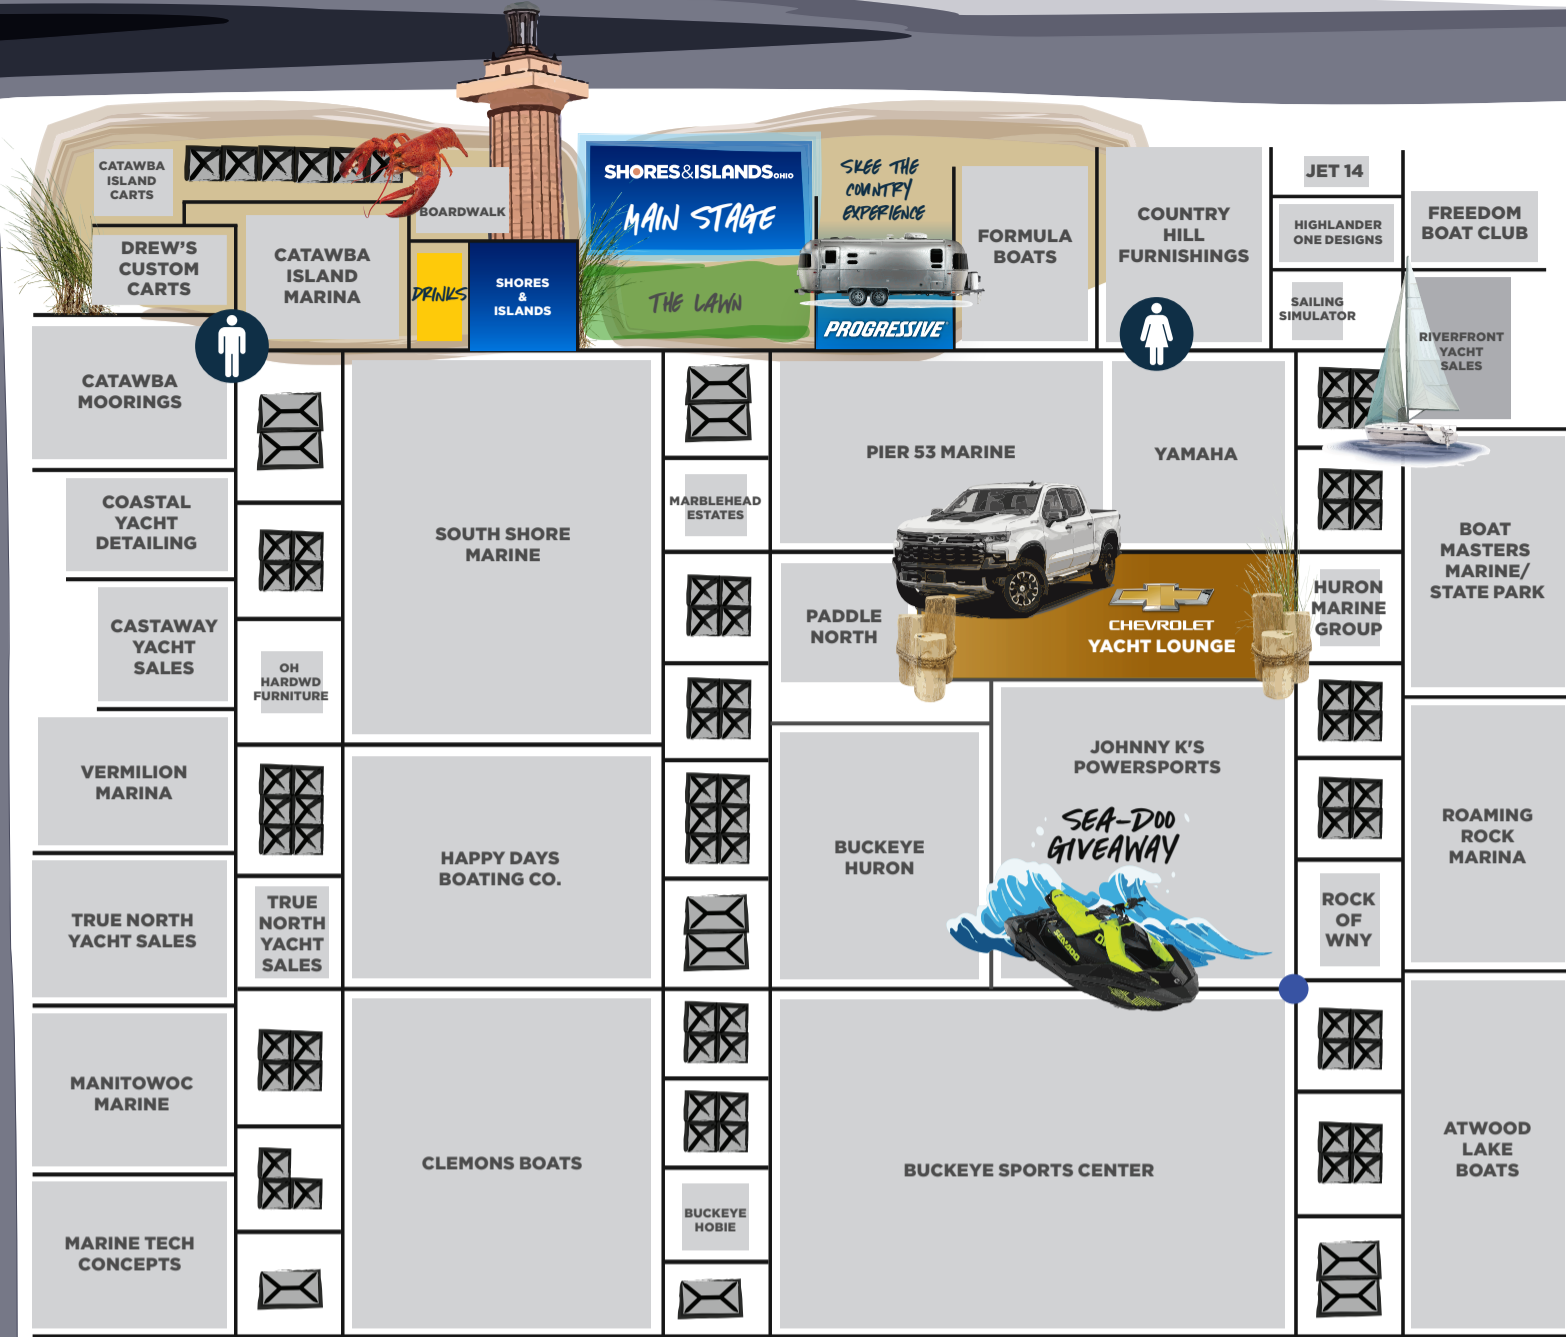 CATAWBA
ISLAND
CARTS
BOARDWALK
DREW'S
CUSTOM
CARTS
CATAWBA
ISLAND
MARINA
DRINKS
SHORES
&
ISLANDS
SHORES&ISLANDS OHIO
MAIN STAGE
THE LAWN
SKEE THE
COUNTRY
EXPERIENCE
PROGRESSIVE
FORMULA
BOATS
COUNTRY
HILL
FURNISHINGS
JET 14
HIGHLANDER
ONE DESIGNS
FREEDOM
BOAT CLUB
SAILING
SIMULATOR
RIVERFRONT
YACHT
SALES
CATAWBA
MOORINGS
COASTAL
YACHT
DETAILING
CASTAWAY
YACHT
SALES
OH
HARDWD
FURNITURE
VERMILION
MARINA
TRUE NORTH
YACHT SALES
TRUE
NORTH
YACHT
SALES
MANITOWOC
MARINE
MARINE TECH
CONCEPTS
SOUTH SHORE
MARINE
HAPPY DAYS
BOATING CO.
CLEMONS BOATS
MARBLEHEAD
ESTATES
BUCKEYE
HOBIE
PIER 53 MARINE
YAMAHA
PADDLE
NORTH
CHEVROLET
YACHT LOUNGE
HURON
MARINE
GROUP
BOAT
MASTERS
MARINE/
STATE PARK
JOHNNY K'S
POWERSPORTS
SEA-DOO
GIVEAWAY
SEA-DOO
BUCKEYE
HURON
ROAMING
ROCK
MARINA
ROCK
OF
WNY
BUCKEYE SPORTS CENTER
ATWOOD
LAKE
BOATS